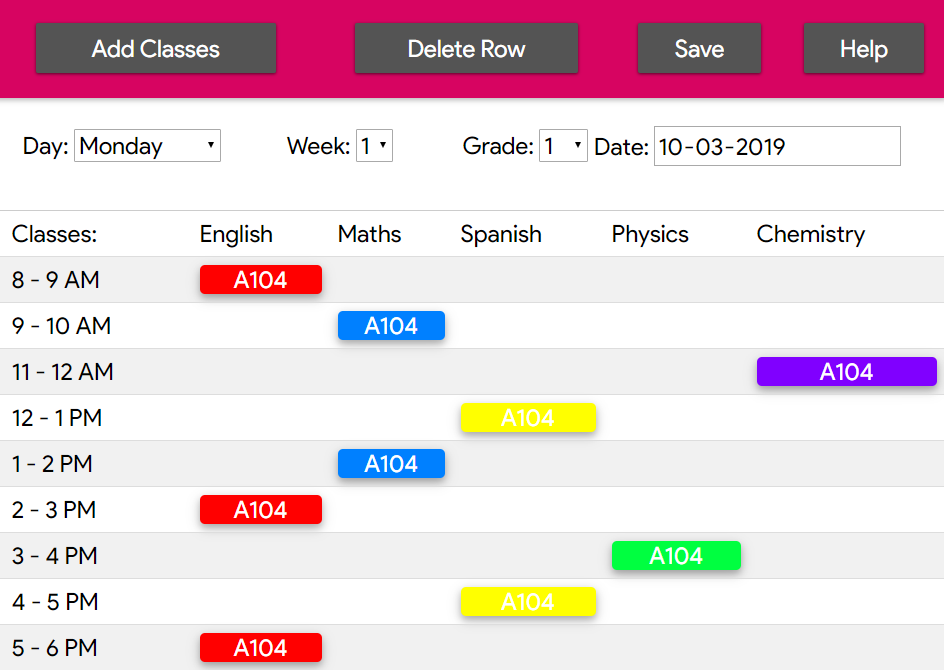 Add Classes Delete Row Save Help
Day: Monday Week: 1 Grade: 1 Date: 10-03-2019
Classes: English Maths Spanish Physics Chemistry
8 - 9 AM A104
9 - 10 AM A104
11 - 12 AM A104
12 - 1 PM A104
1 - 2 PM A104
2 - 3 PM A104
3 - 4 PM A104
4 - 5 PM A104
5 - 6 PM A104